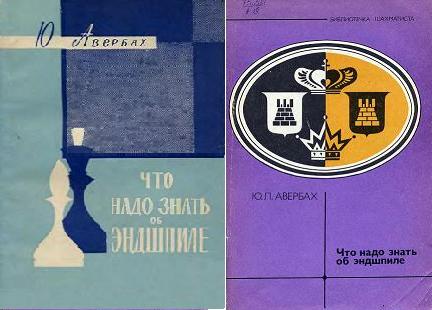 Ю Авербах
ЧТО
НАДО ЗНАТЬ
ОБ
ЭНДШПИЛЕ
БИБЛИОТЕЧКА ШАХМАТИСТА
Ю.Л. АВЕРБАХ
Что надо знать
об эндшпиле